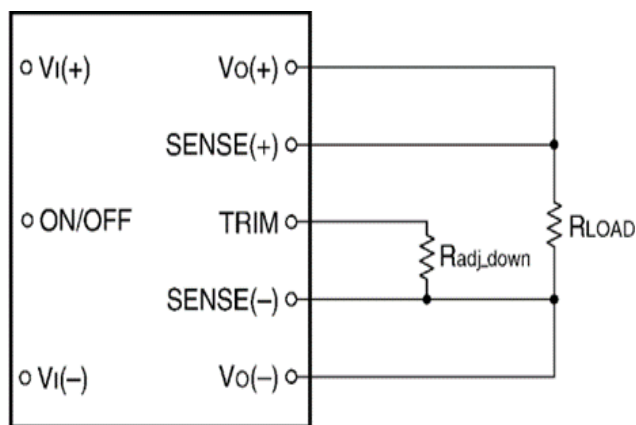 VI(+)
VO(+)
SENSE(+)
ON/OFF
TRIM
RLOAD
Radj_down
SENSE(–)
VI(–)
VO(–)